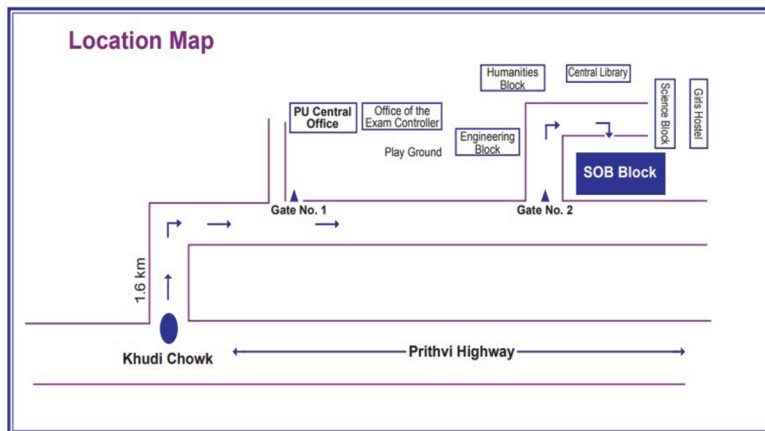 Location Map
Humanities
Block
Central Library
Science Block
Girls Hostel
PU Central
Office
Office of the
Exam Controller
Engineering
Block
Play Ground
SOB Block
Gate No. 1
Gate No. 2
1.6 km
Khudi Chowk
Prithvi Highway